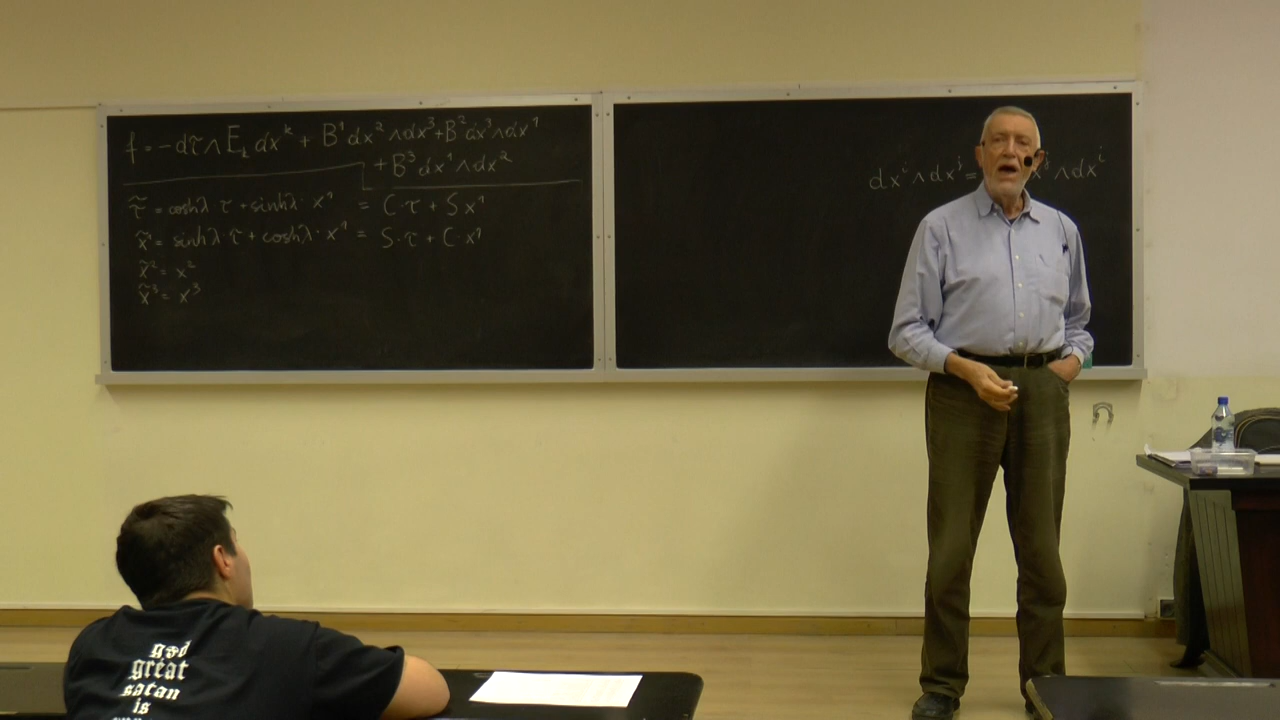 f = - dτ ∧ E_k dx^k + B^1 dx^2 ∧ dx^3 + B^2 dx^3 ∧ dx^1
+ B^3 dx^1 ∧ dx^2
τ̃ = coshλ τ + sinhλ · x^1 = C · τ + S x^1
x̃^1 = sinhλ · τ + coshλ · x^1 = S · τ + C · x^1
x̃^2 = x^2
x̃^3 = x^3
dx^i ∧ dx^j = x^j ∧ dx^i
god
great
satan
is